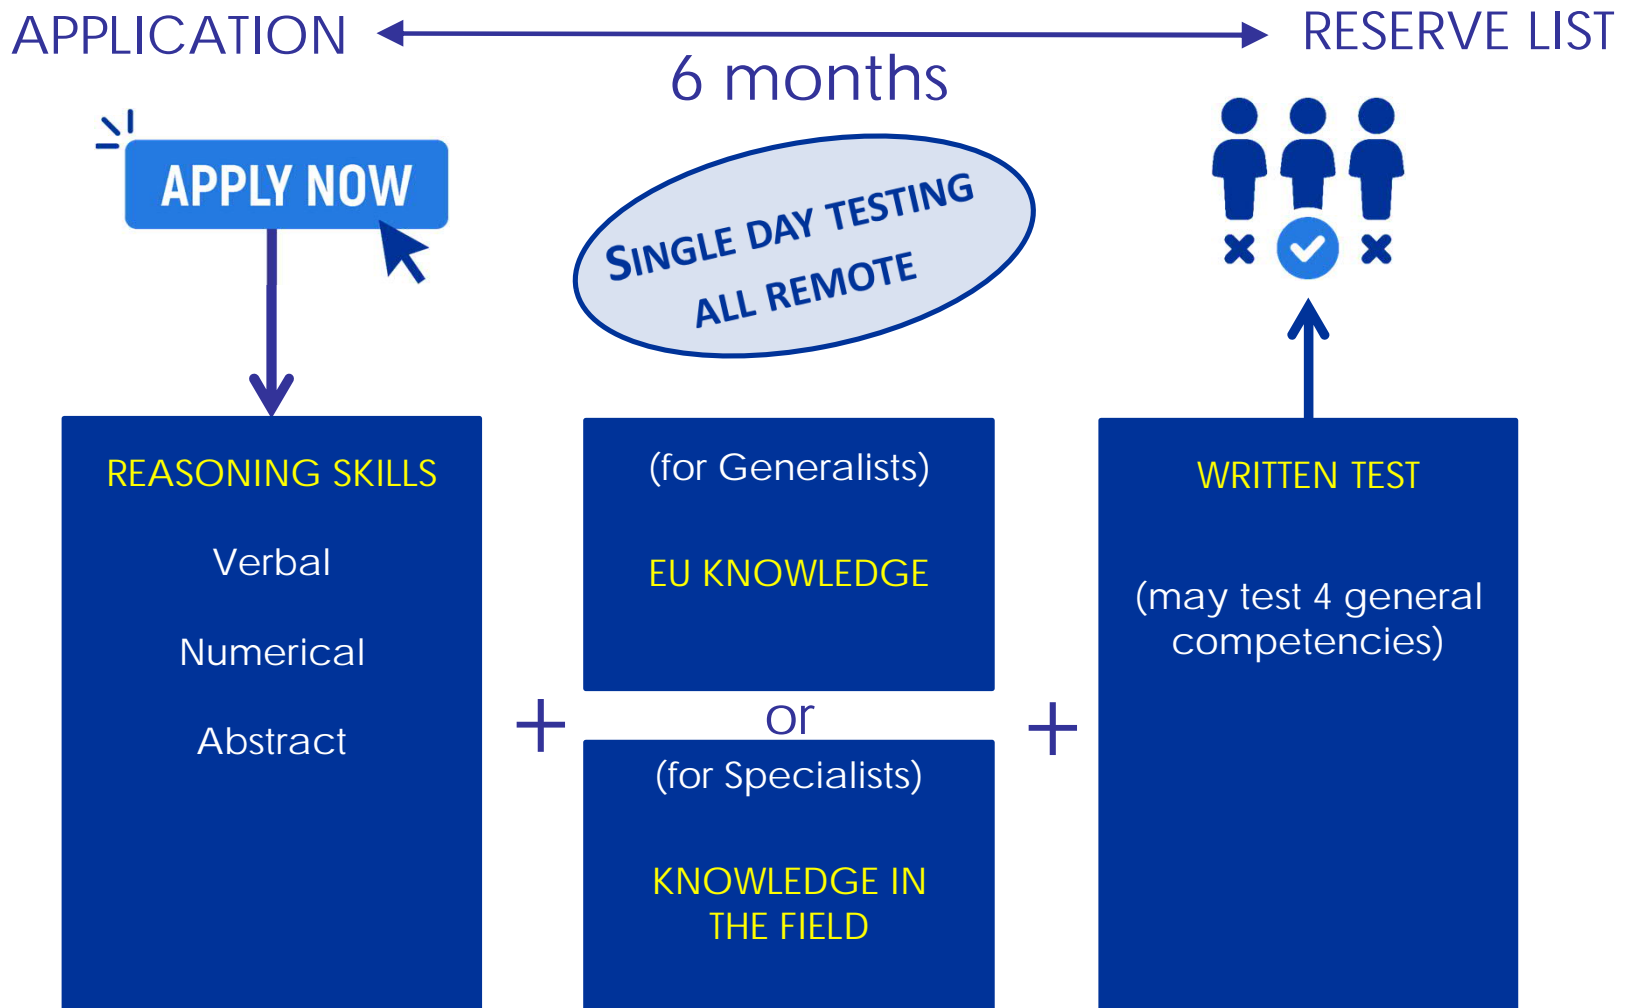 APPLICATION
RESERVE LIST
6 months
APPLY NOW
SINGLE DAY TESTING
ALL REMOTE
REASONING SKILLS
Verbal
Numerical
Abstract
+
(for Generalists)
EU KNOWLEDGE
or
(for Specialists)
KNOWLEDGE IN
THE FIELD
+
WRITTEN TEST
(may test 4 general
competencies)